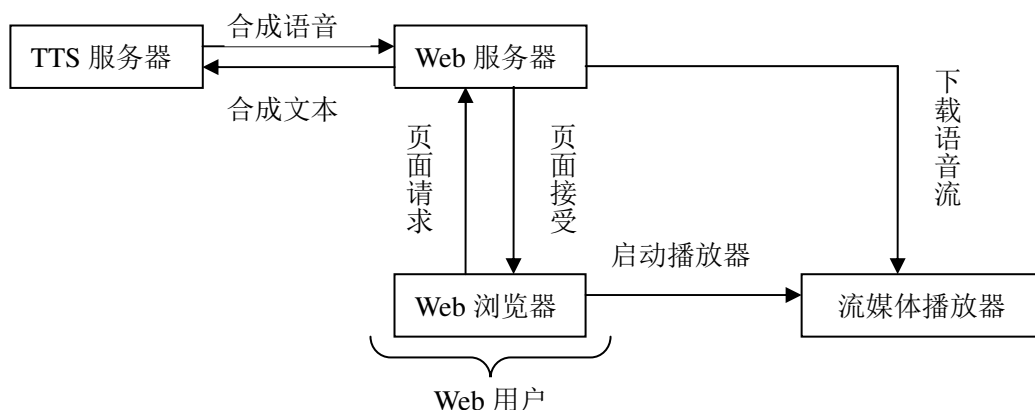 合成语音
TTS 服务器
Web 服务器
合成文本
下载语音流
页面请求
页面接受
启动播放器
Web 浏览器
流媒体播放器
Web 用户